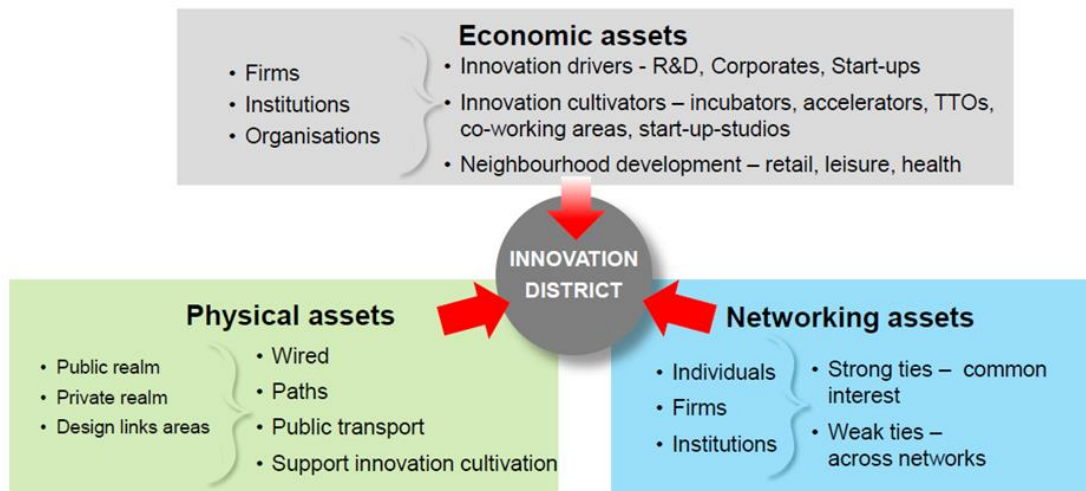 Economic assets
• Firms
• Institutions
• Organisations
• Innovation drivers - R&D, Corporates, Start-ups
• Innovation cultivators – incubators, accelerators, TTOs,
co-working areas, start-up-studios
• Neighbourhood development – retail, leisure, health
INNOVATION
DISTRICT
Physical assets
• Public realm
• Private realm
• Design links areas
• Wired
• Paths
• Public transport
• Support innovation cultivation
Networking assets
• Individuals
• Firms
• Institutions
• Strong ties – common
interest
• Weak ties –
across networks